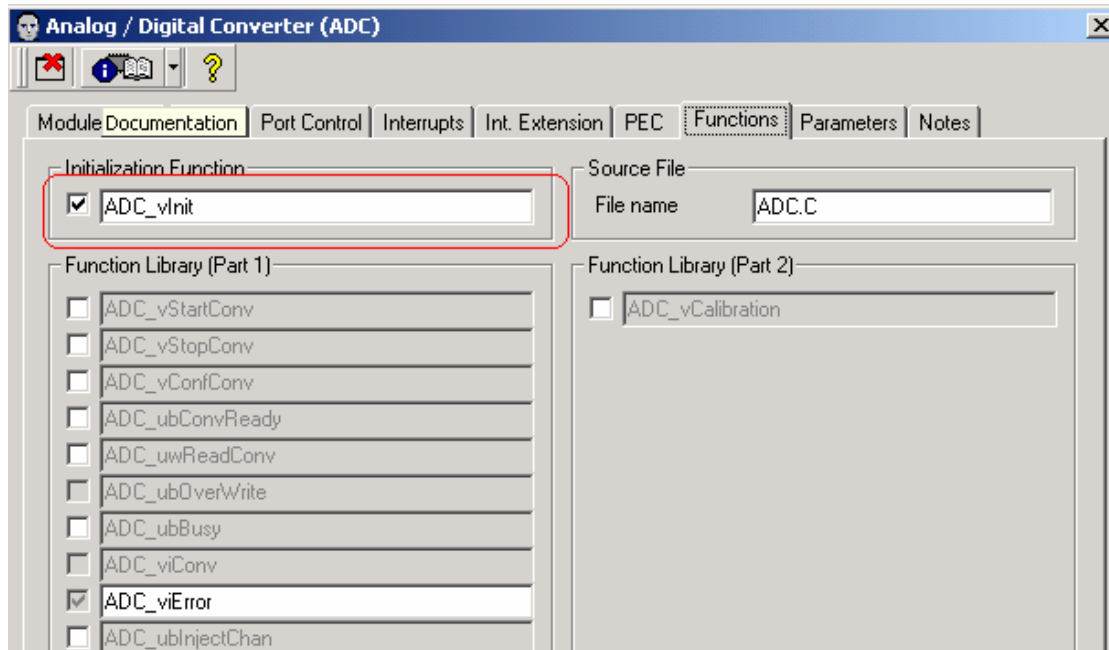 Analog / Digital Converter (ADC)
Module Documentation Port Control Interrupts Int. Extension PEC Functions Parameters Notes
Initialization Function
ADC_vInit
Source File
File name ADC.C
Function Library (Part 1)
ADC_vStartConv
ADC_vStopConv
ADC_vConfConv
ADC_ubConvReady
ADC_uwReadConv
ADC_ubOverWrite
ADC_ubBusy
ADC_viConv
ADC_viError
ADC_ubInjectChan
Function Library (Part 2)
ADC_vCalibration